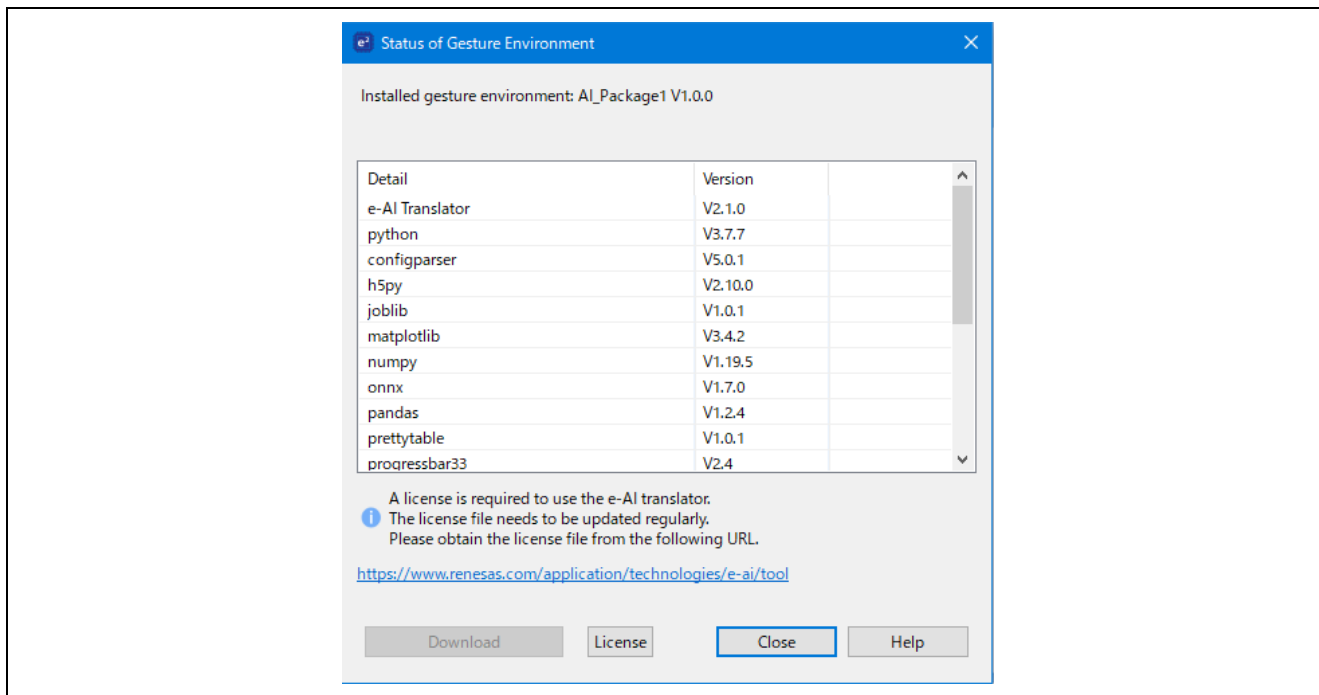 e² Status of Gesture Environment
Installed gesture environment: AI_Package1 V1.0.0
Detail Version
e-AI Translator V2.1.0
python V3.7.7
configparser V5.0.1
h5py V2.10.0
joblib V1.0.1
matplotlib V3.4.2
numpy V1.19.5
onnx V1.7.0
pandas V1.2.4
prettytable V1.0.1
progressbar33 V2.4
A license is required to use the e-AI translator.
The license file needs to be updated regularly.
Please obtain the license file from the following URL.
https://www.renesas.com/application/technologies/e-ai/tool
Download License Close Help